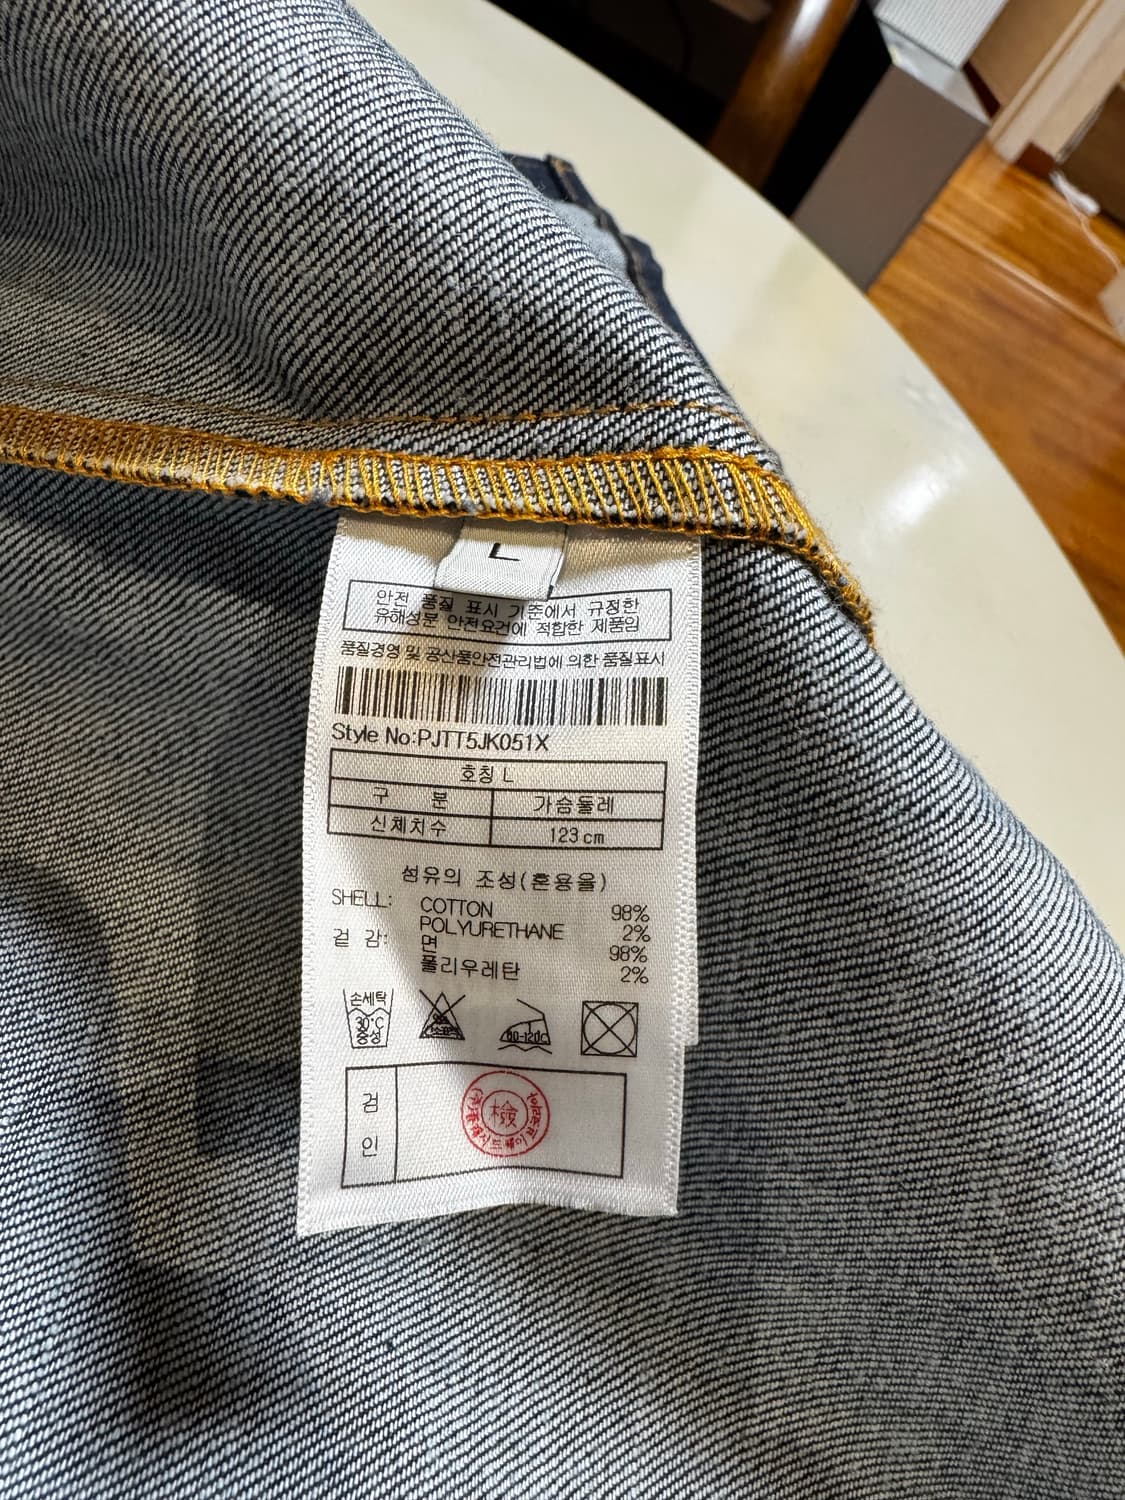 L
안전 품질 표시 기준에서 규정한
유해성분 안전요건에 적합한 제품임
품질경영 및 공산품안전관리법에 의한 품질표시
Style No:PJTT5JK051X
호칭 L
구 분 가슴둘레
신체치수 123cm
섬유의 조성(혼용율)
SHELL: COTTON 98%
POLYURETHANE 2%
겉 감: 면 98%
폴리우레탄 2%
손세탁
30°C
중성
80-120℃
검
인
檢